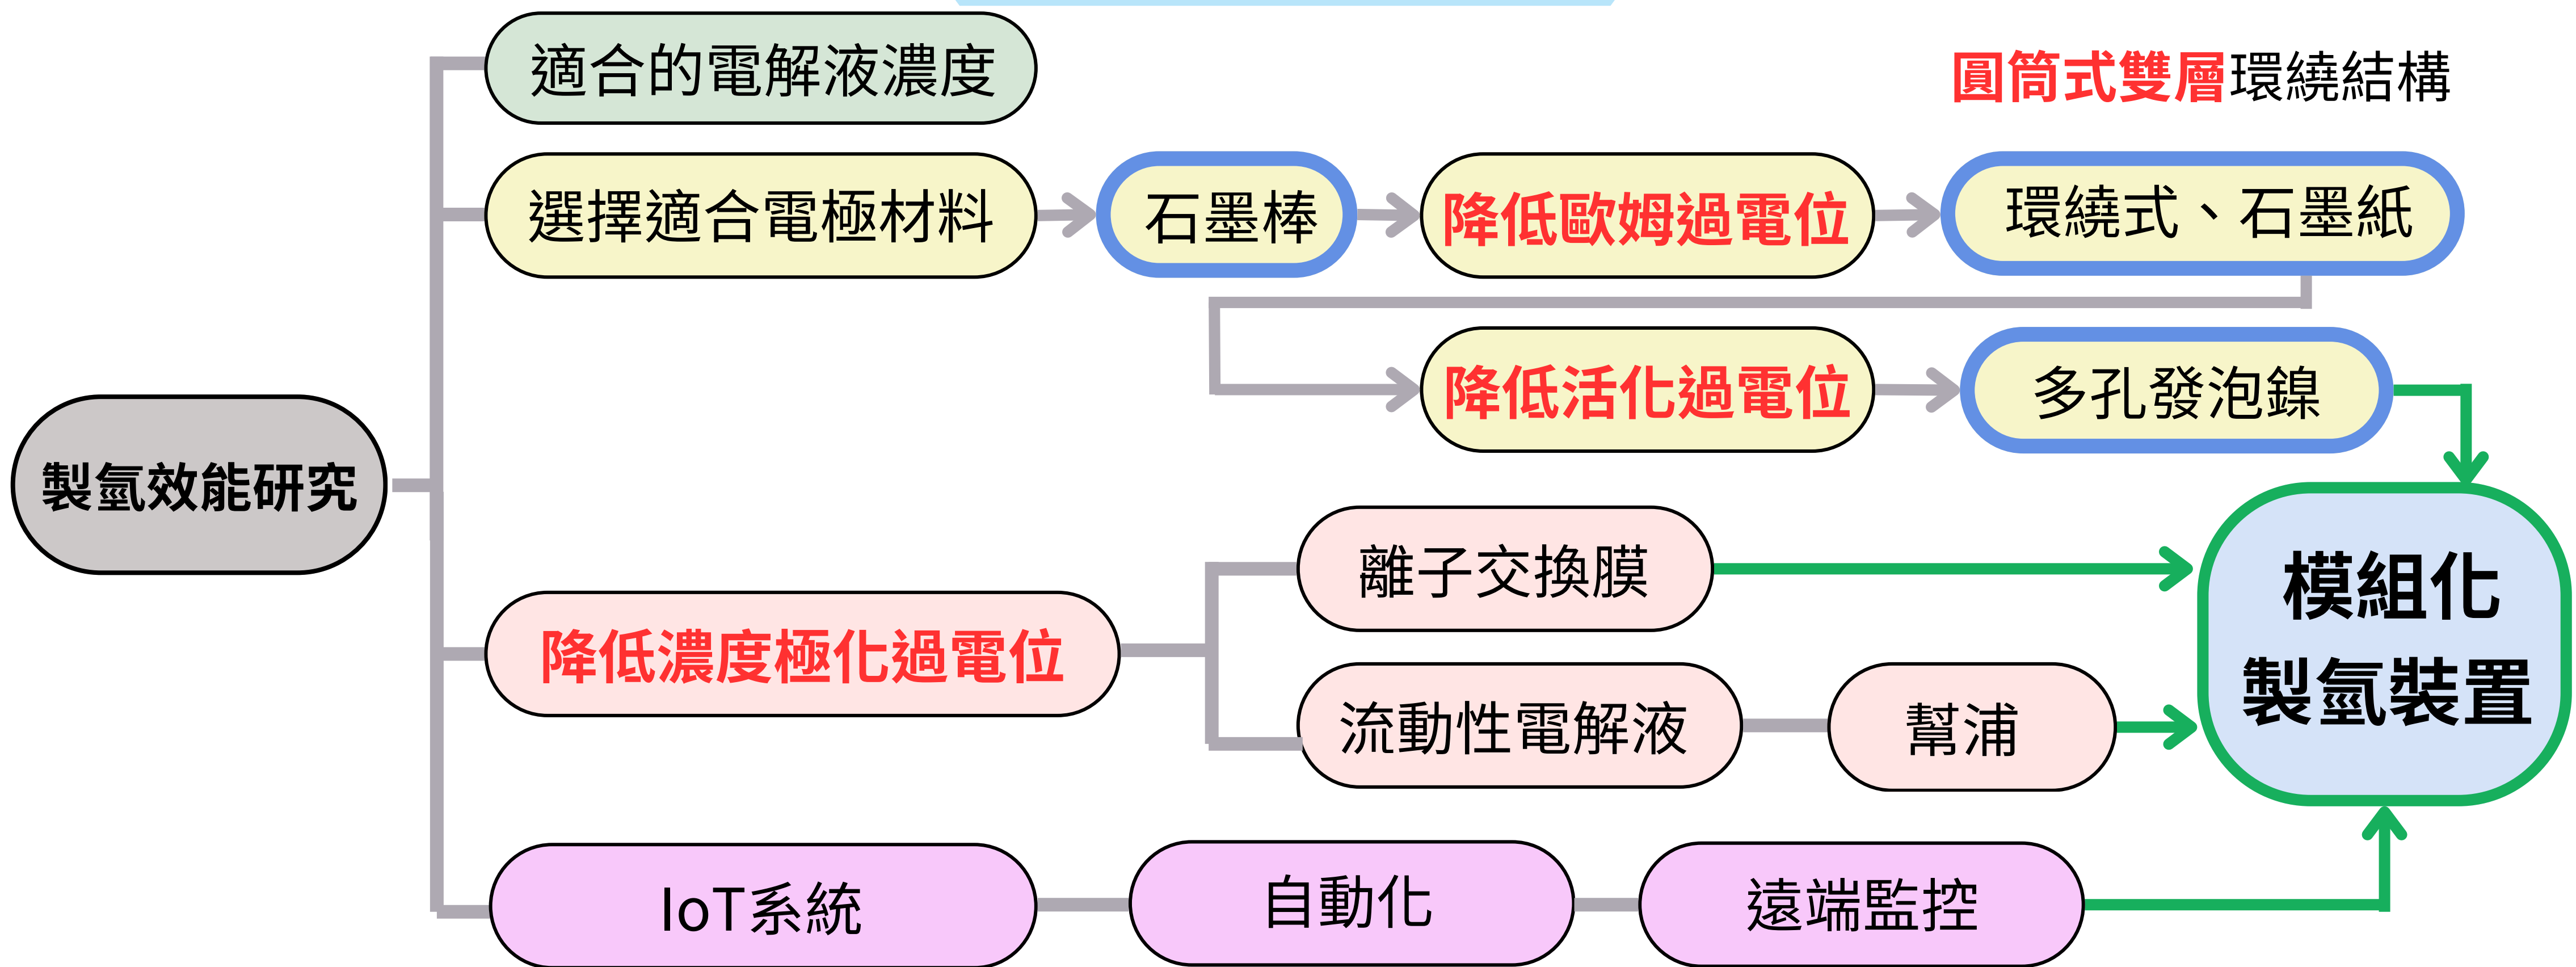 適合的電解液濃度
圓筒式雙層環繞結構
選擇適合電極材料
石墨棒
降低歐姆過電位
環繞式、石墨紙
降低活化過電位
多孔發泡鎳
製氫效能研究
離子交換膜
模組化
製氫裝置
降低濃度極化過電位
流動性電解液
幫浦
IoT系統
自動化
遠端監控